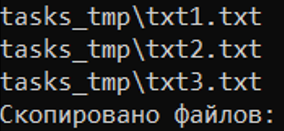 tasks_tmp\txt1.txt
tasks_tmp\txt2.txt
tasks_tmp\txt3.txt
Скопировано файлов: